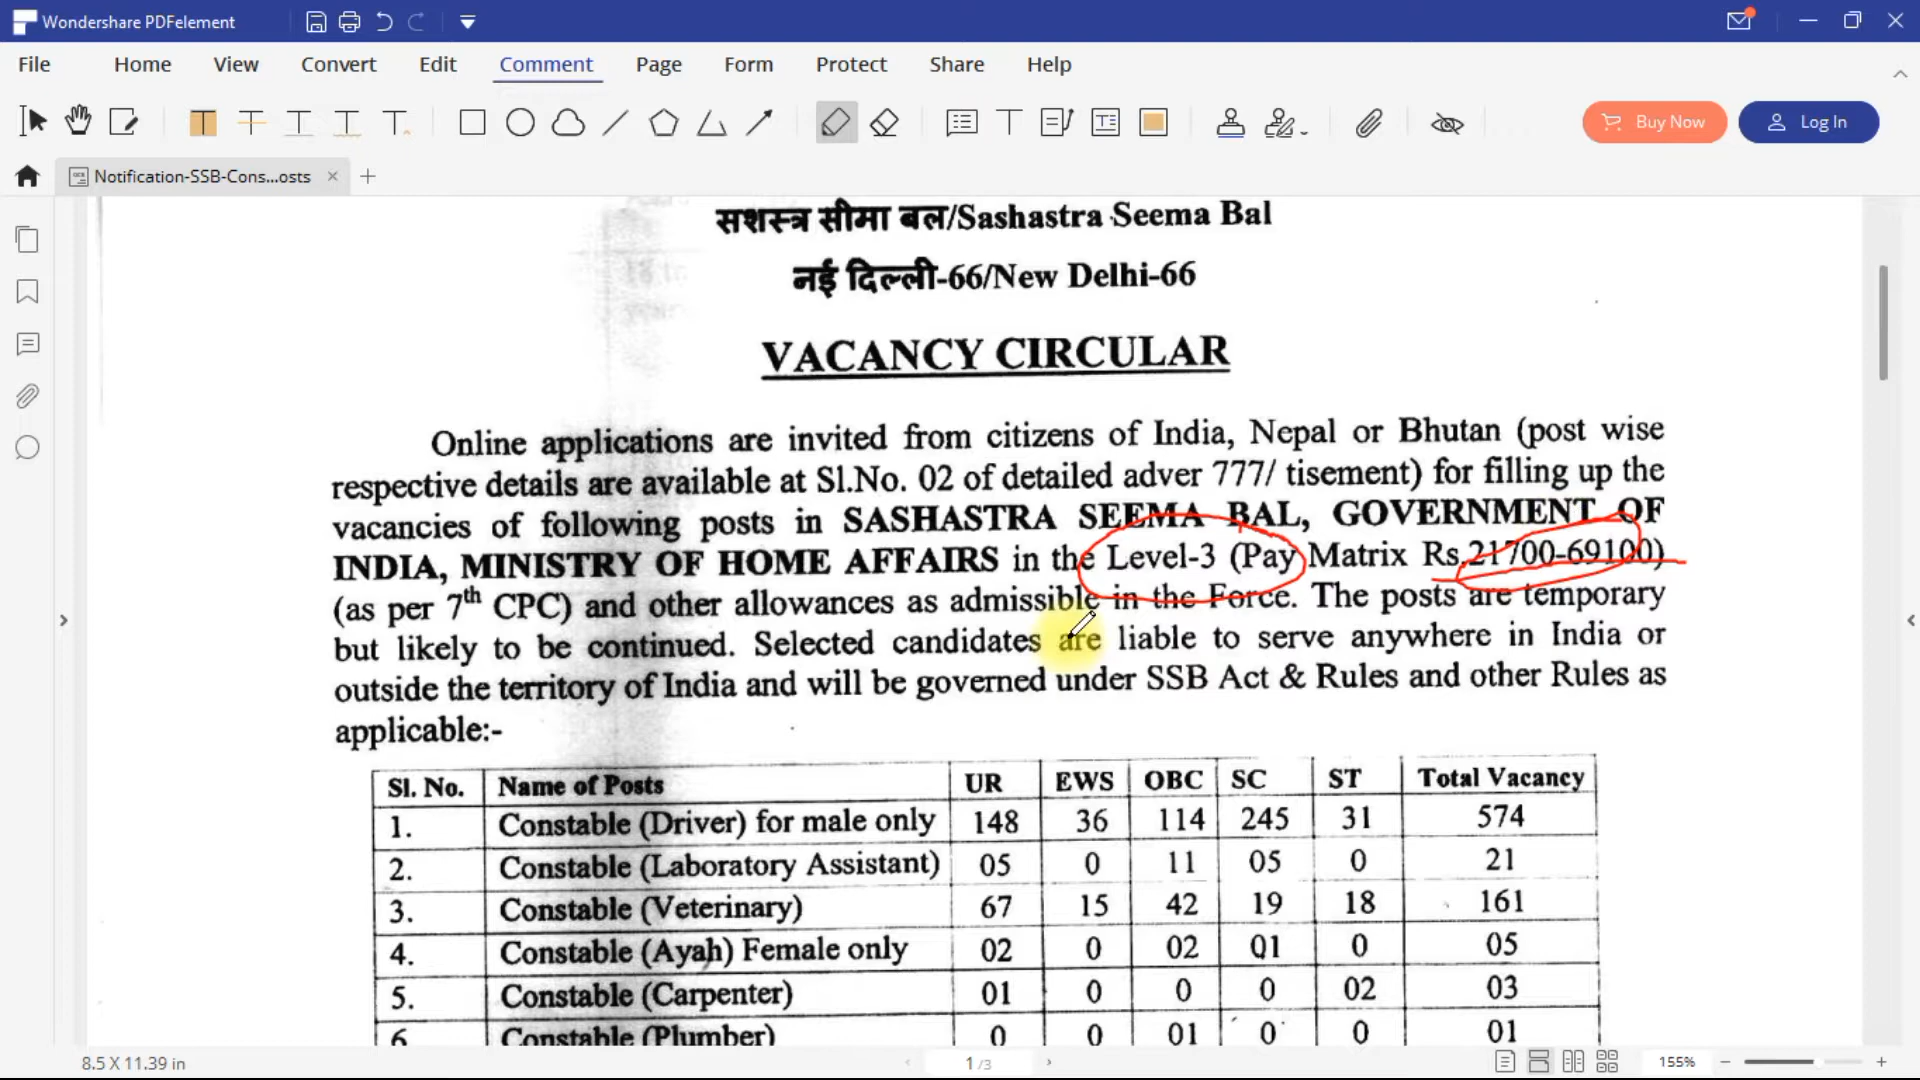 Wondershare PDFelement
File Home View Convert Edit Comment Page Form Protect Share Help
Buy Now Log In
Notification-SSB-Cons...osts
सशस्त्र सीमा बल/Sashastra Seema Bal
नई दिल्ली-66/New Delhi-66
VACANCY CIRCULAR
Online applications are invited from citizens of India, Nepal or Bhutan (post wise
respective details are available at Sl.No. 02 of detailed adver 777/ tisement) for filling up the
vacancies of following posts in SASHASTRA SEEMA BAL, GOVERNMENT OF
INDIA, MINISTRY OF HOME AFFAIRS in the Level-3 (Pay Matrix Rs.21700-69100)
(as per 7th CPC) and other allowances as admissible in the Force. The posts are temporary
but likely to be continued. Selected candidates are liable to serve anywhere in India or
outside the territory of India and will be governed under SSB Act & Rules and other Rules as
applicable:-
Sl. No. Name of Posts UR EWS OBC SC ST Total Vacancy
1. Constable (Driver) for male only 148 36 114 245 31 574
2. Constable (Laboratory Assistant) 05 0 11 05 0 21
3. Constable (Veterinary) 67 15 42 19 18 161
4. Constable (Ayah) Female only 02 0 02 01 0 05
5. Constable (Carpenter) 01 0 0 0 02 03
6 Constable (Plumber) 0 0 01 0 0 01
8.5 X 11.39 in 1 /3 155%